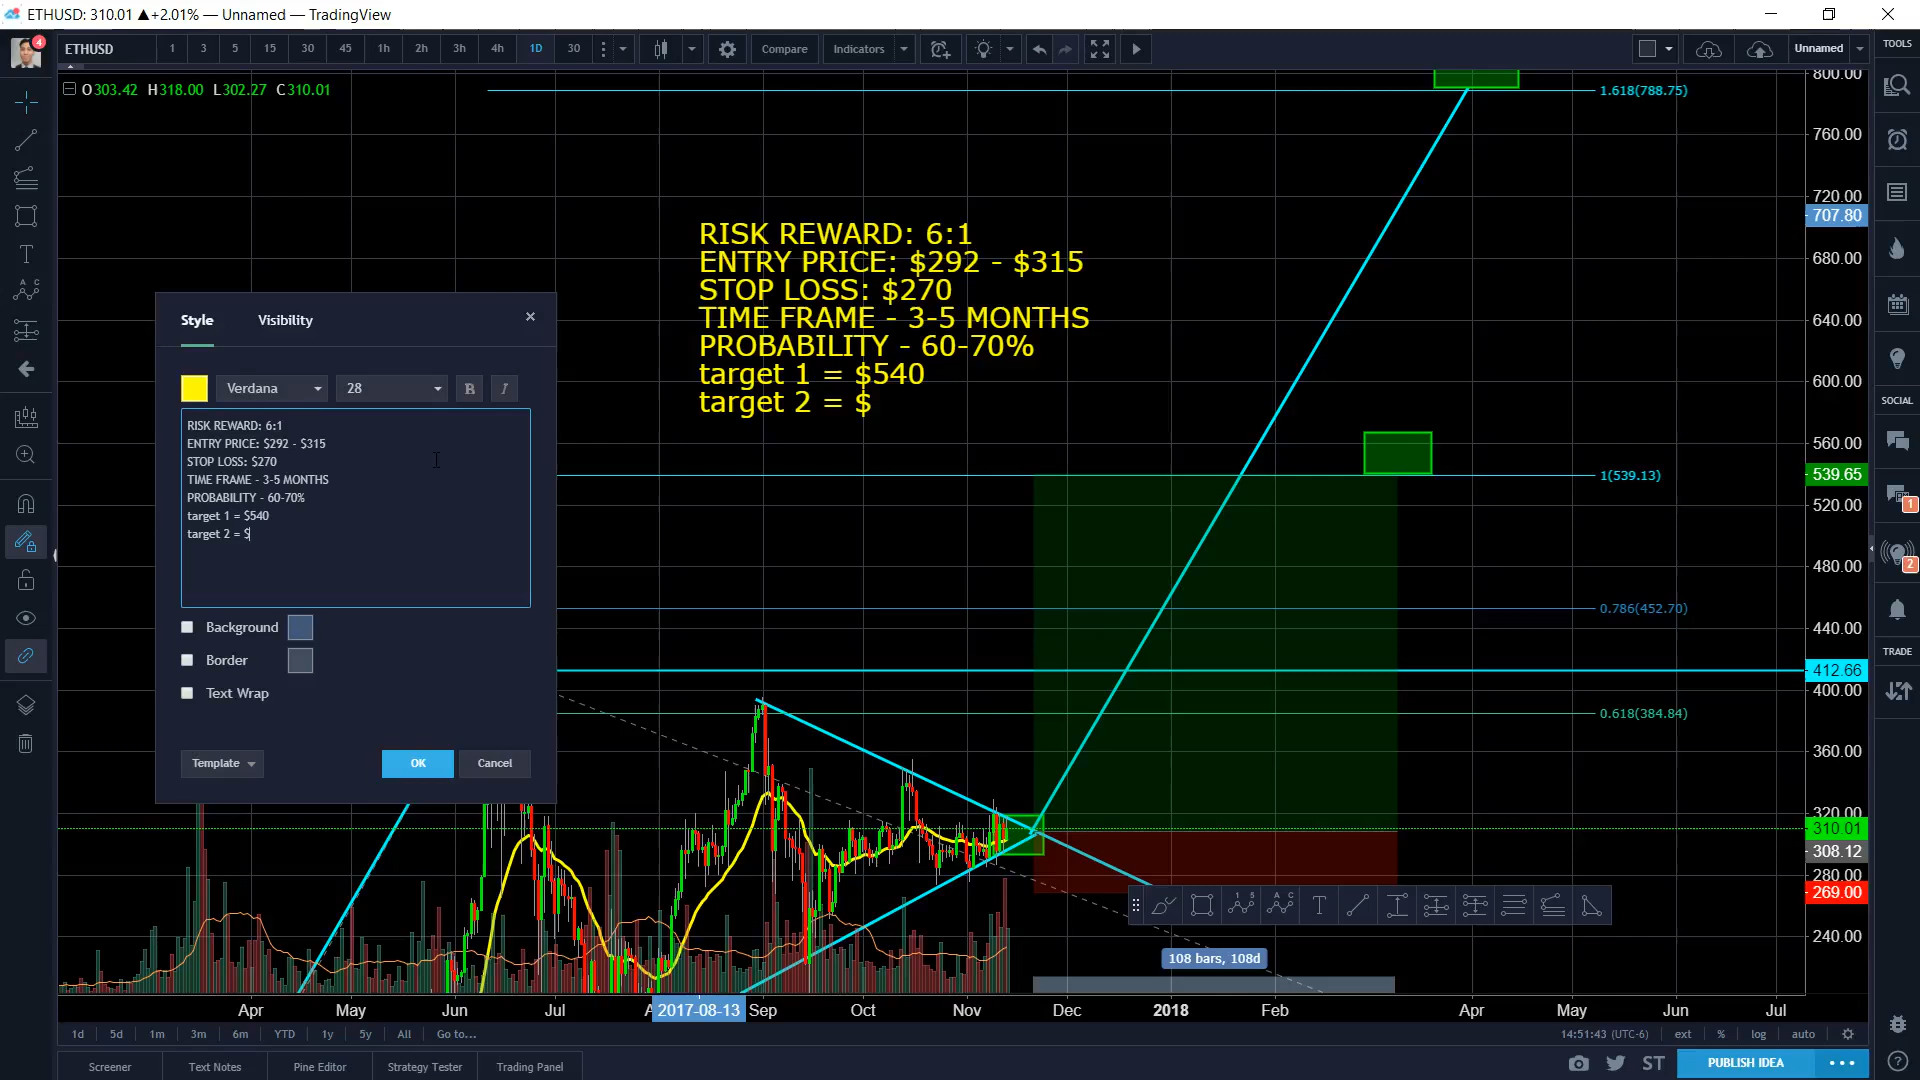 ETHUSD: 310.01 ▲+2.01% — Unnamed — TradingView
4
ETHUSD 1 3 5 15 30 45 1h 2h 3h 4h 1D 30 Compare Indicators Unnamed
TOOLS
O303.42 H318.00 L302.27 C310.01
800.00
1.618(788.75)
760.00
720.00
707.80
680.00
640.00
600.00
560.00
539.65
1(539.13)
520.00
480.00
0.786(452.70)
440.00
412.66
400.00
0.618(384.84)
360.00
320.00
310.01
308.12
280.00
269.00
240.00
RISK REWARD: 6:1
ENTRY PRICE: $292 - $315
STOP LOSS: $270
TIME FRAME - 3-5 MONTHS
PROBABILITY - 60-70%
target 1 = $540
target 2 = $
Style Visibility
Verdana 28 B I
RISK REWARD: 6:1
ENTRY PRICE: $292 - $315
STOP LOSS: $270
TIME FRAME - 3-5 MONTHS
PROBABILITY - 60-70%
target 1 = $540
target 2 = $
Background
Border
Text Wrap
Template OK Cancel
SOCIAL
1
2
TRADE
108 bars, 108d
Apr May Jun Jul A 2017-08-13 Sep Oct Nov Dec 2018 Feb Apr May Jun Jul
1d 5d 1m 3m 6m YTD 1y 5y All Go to... 14:51:43 (UTC-6) ext % log auto
Screener Text Notes Pine Editor Strategy Tester Trading Panel ST PUBLISH IDEA